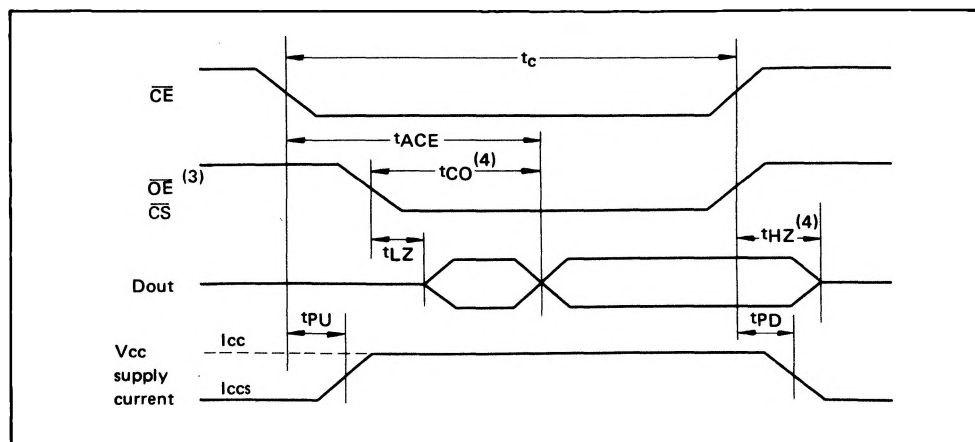 tc
CE
tACE
tCO(4)
OE (3)
CS
tHZ(4)
tLZ
Dout
tPU
tPD
Icc
Vcc
supply
current
Iccs